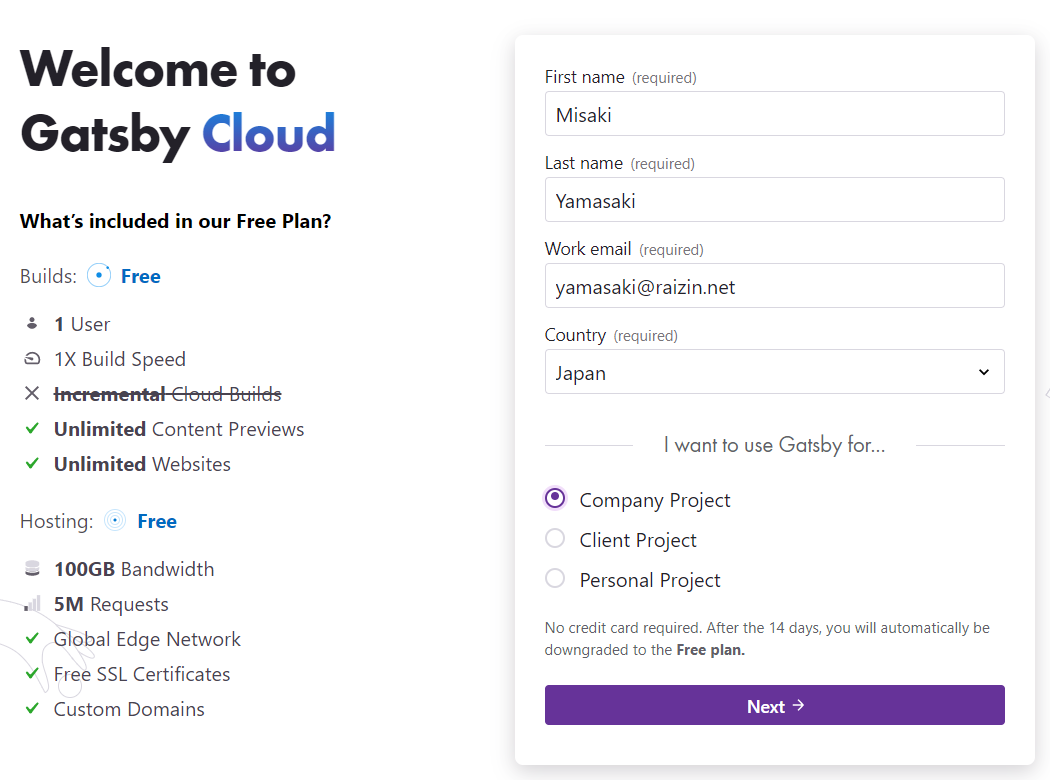 Welcome to
Gatsby Cloud
What's included in our Free Plan?
Builds: Free
1 User
1X Build Speed
Incremental Cloud Builds
Unlimited Content Previews
Unlimited Websites
Hosting: Free
100GB Bandwidth
5M Requests
Global Edge Network
Free SSL Certificates
Custom Domains
First name (required)
Misaki
Last name (required)
Yamasaki
Work email (required)
yamasaki@raizin.net
Country (required)
Japan
I want to use Gatsby for...
Company Project
Client Project
Personal Project
No credit card required. After the 14 days, you will automatically be
downgraded to the Free plan.
Next →